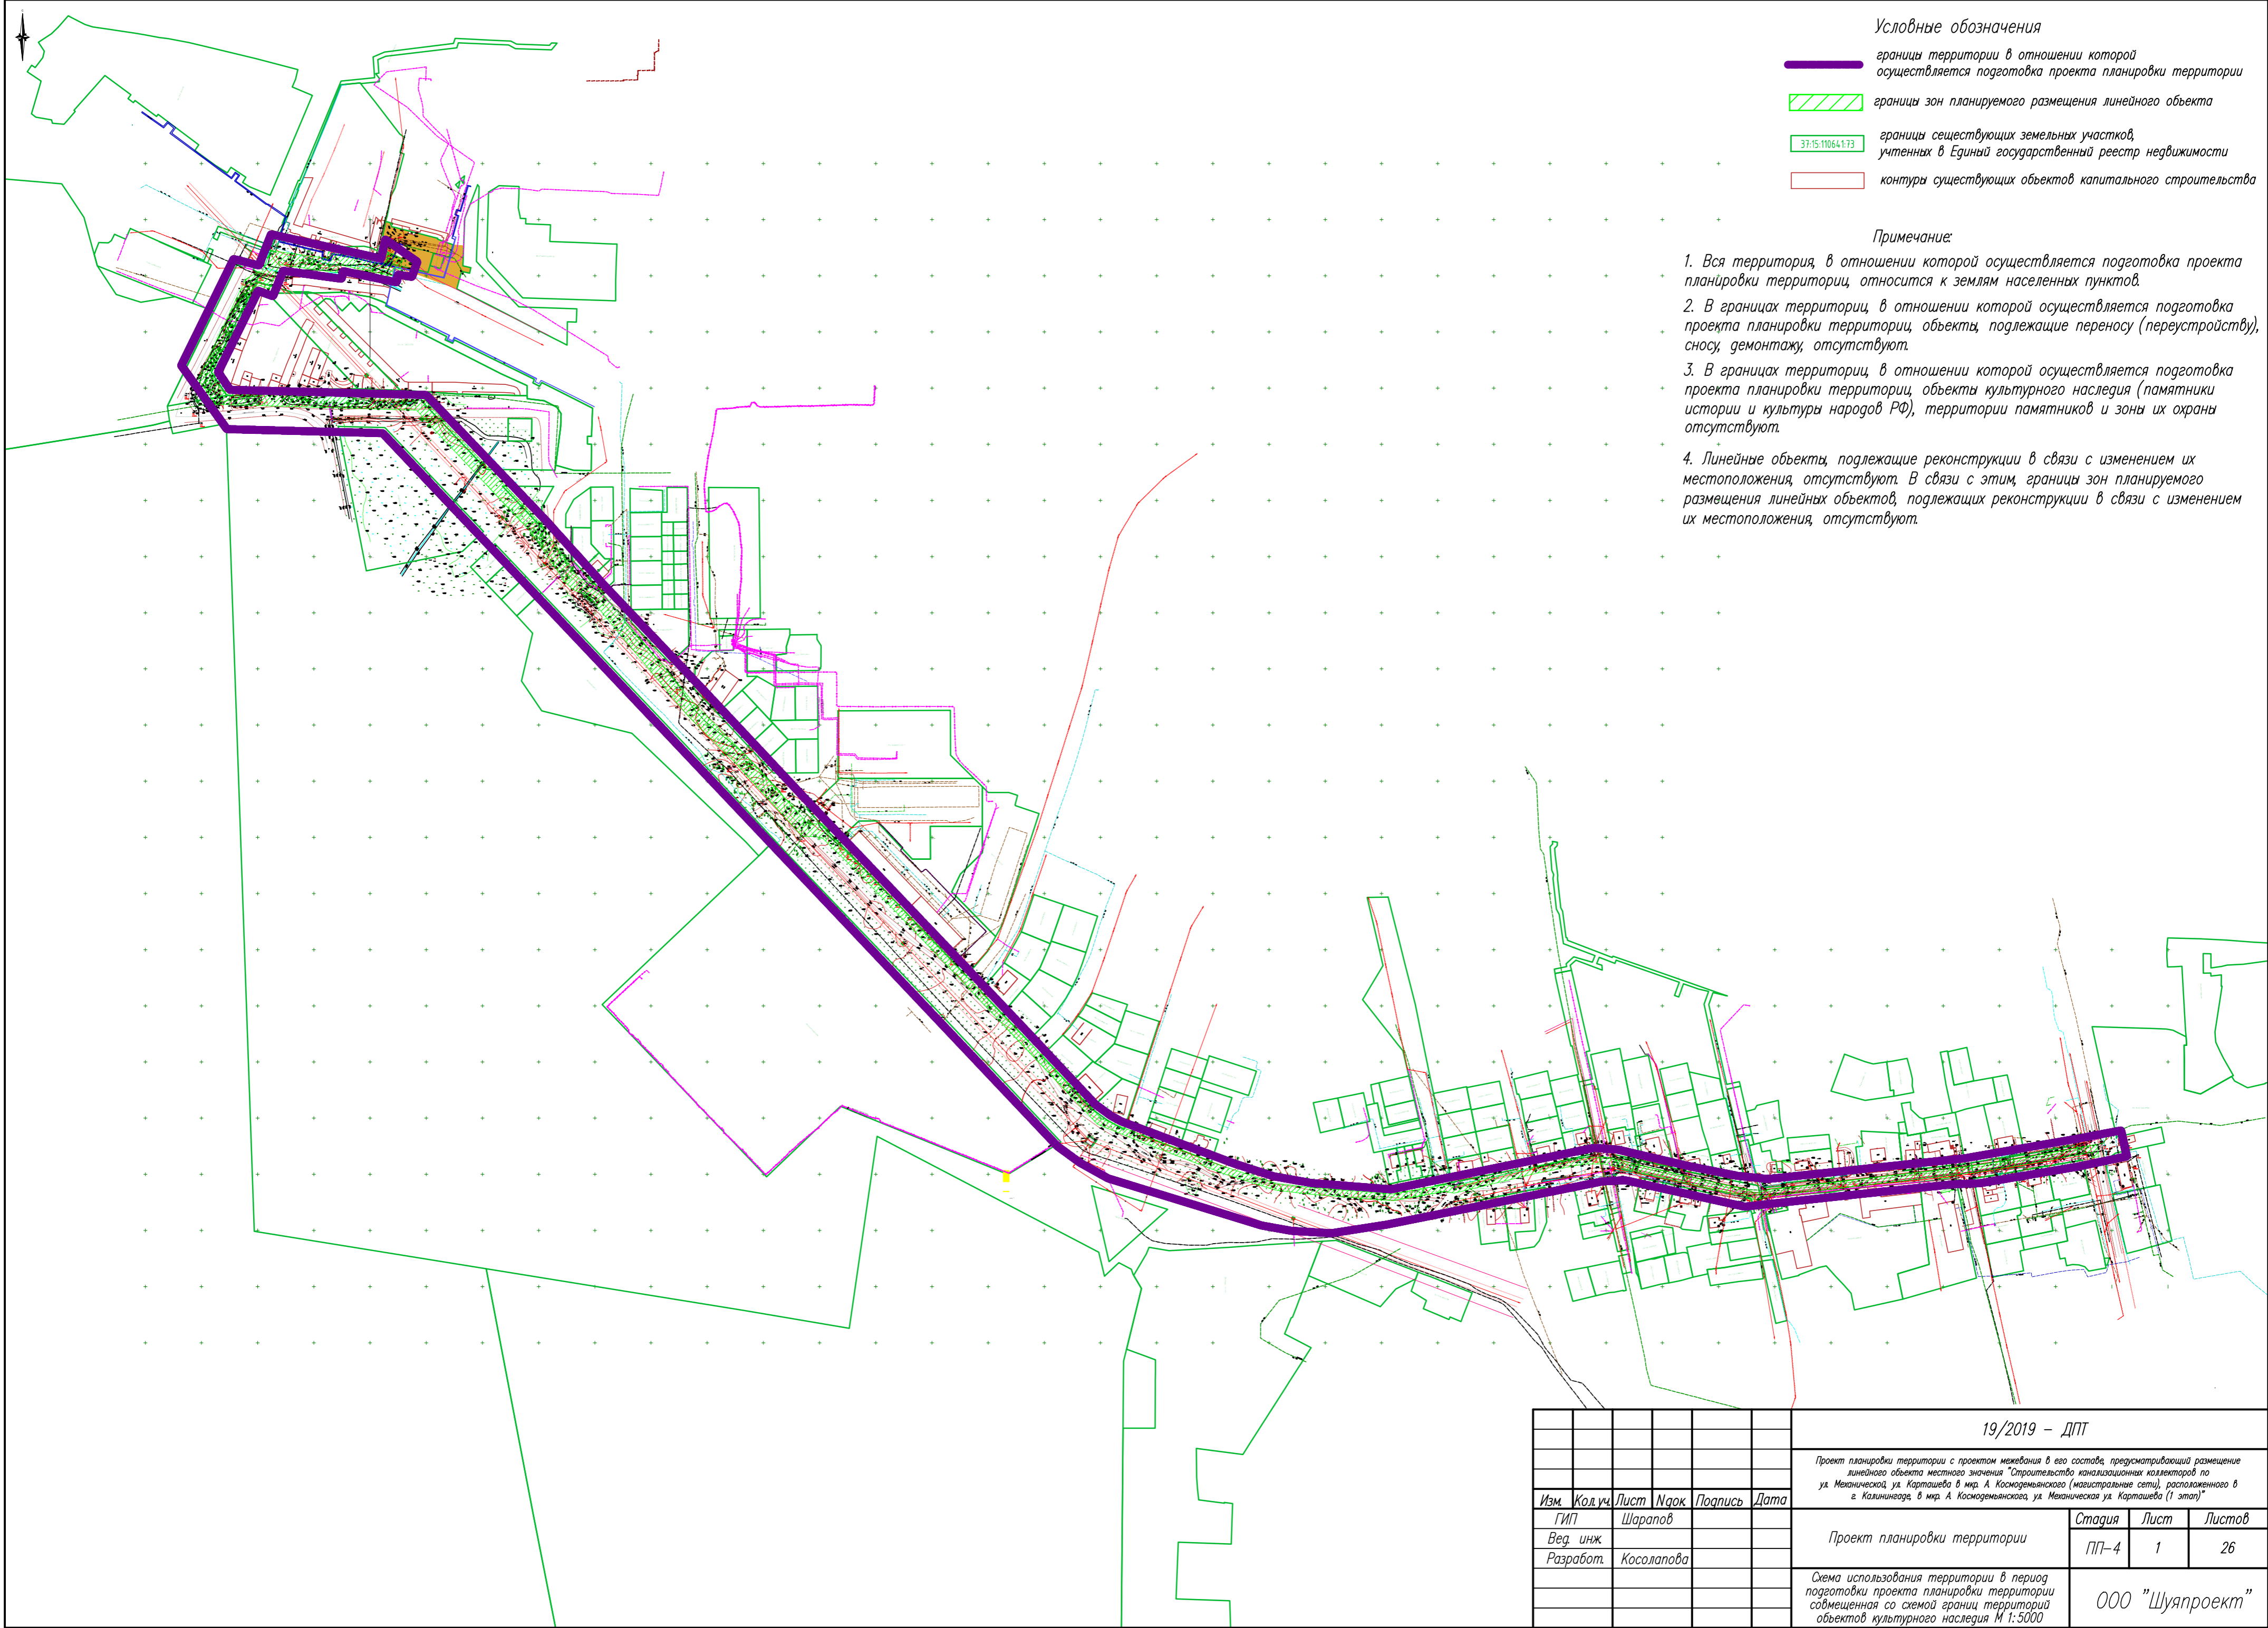 Условные обозначения
границы территории в отношении которой
осуществляется подготовка проекта планировки территории
границы зон планируемого размещения линейного объекта
37:15:110641:73
границы сеществующих земельных участков,
учтенных в Единый государственный реестр недвижимости
контуры существующих объектов капитального строительства
Примечание:
1. Вся территория, в отношении которой осуществляется подготовка проекта
планировки территории, относится к землям населенных пунктов.
2. В границах территории, в отношении которой осуществляется подготовка
проекта планировки территории, объекты, подлежащие переносу (переустройству),
сносу, демонтажу, отсутствуют.
3. В границах территории, в отношении которой осуществляется подготовка
проекта планировки территории, объекты культурного наследия (памятники
истории и культуры народов РФ), территории памятников и зоны их охраны
отсутствуют.
4. Линейные объекты, подлежащие реконструкции в связи с изменением их
местоположения, отсутствуют. В связи с этим, границы зон планируемого
размещения линейных объектов, подлежащих реконструкции в связи с изменением
их местоположения, отсутствуют.
19/2019 - ДПТ
Проект планировки территории с проектом межевания в его составе, предусматривающий размещение
линейного объекта местного значения "Строительство канализационных коллекторов по
ул. Механической, ул. Карташева в мкр. А. Космодемьянского (магистральные сети), расположенного в
г. Калининграде, в мкр. А. Космодемьянского, ул. Механическая ул. Карташева (1 этап)"
Изм. Кол.уч. Лист Nдок. Подпись Дата
ГИП Шарапов
Вед. инж.
Разработ. Косолапова
Проект планировки территории
Стадия Лист Листов
ПП-4 1 26
Схема использования территории в период
подготовки проекта планировки территории
совмещенная со схемой границ территорий
объектов культурного наследия М 1:5000
ООО "Шуяпроект"